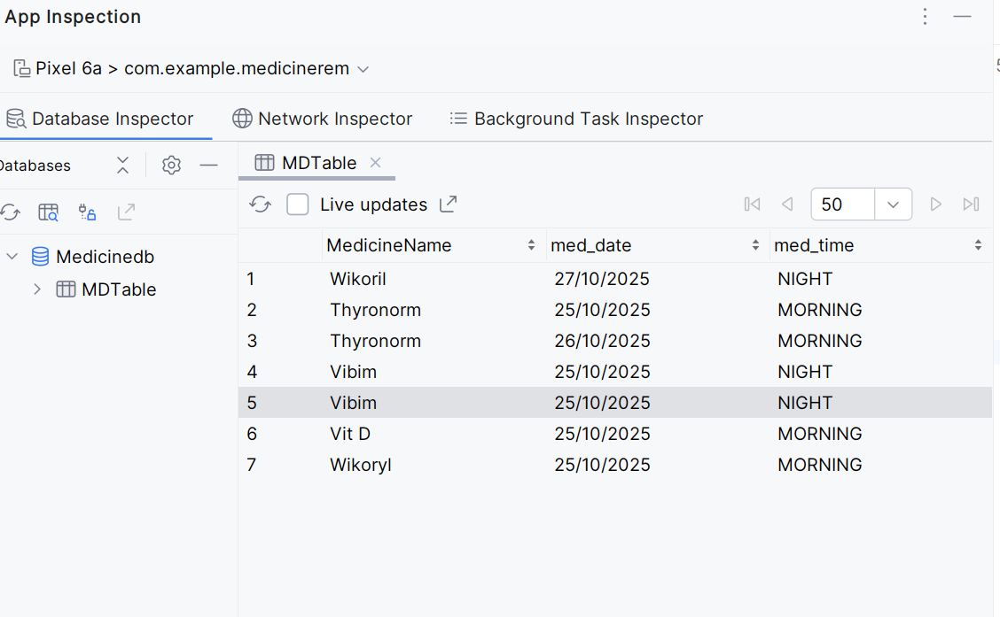 App Inspection
Pixel 6a > com.example.medicinerem
Database Inspector Network Inspector Background Task Inspector
Databases
MDTable
Live updates 50
Medicinedb
MDTable
MedicineName med_date med_time
1 Wikoril 27/10/2025 NIGHT
2 Thyronorm 25/10/2025 MORNING
3 Thyronorm 26/10/2025 MORNING
4 Vibim 25/10/2025 NIGHT
5 Vibim 25/10/2025 NIGHT
6 Vit D 25/10/2025 MORNING
7 Wikoryl 25/10/2025 MORNING